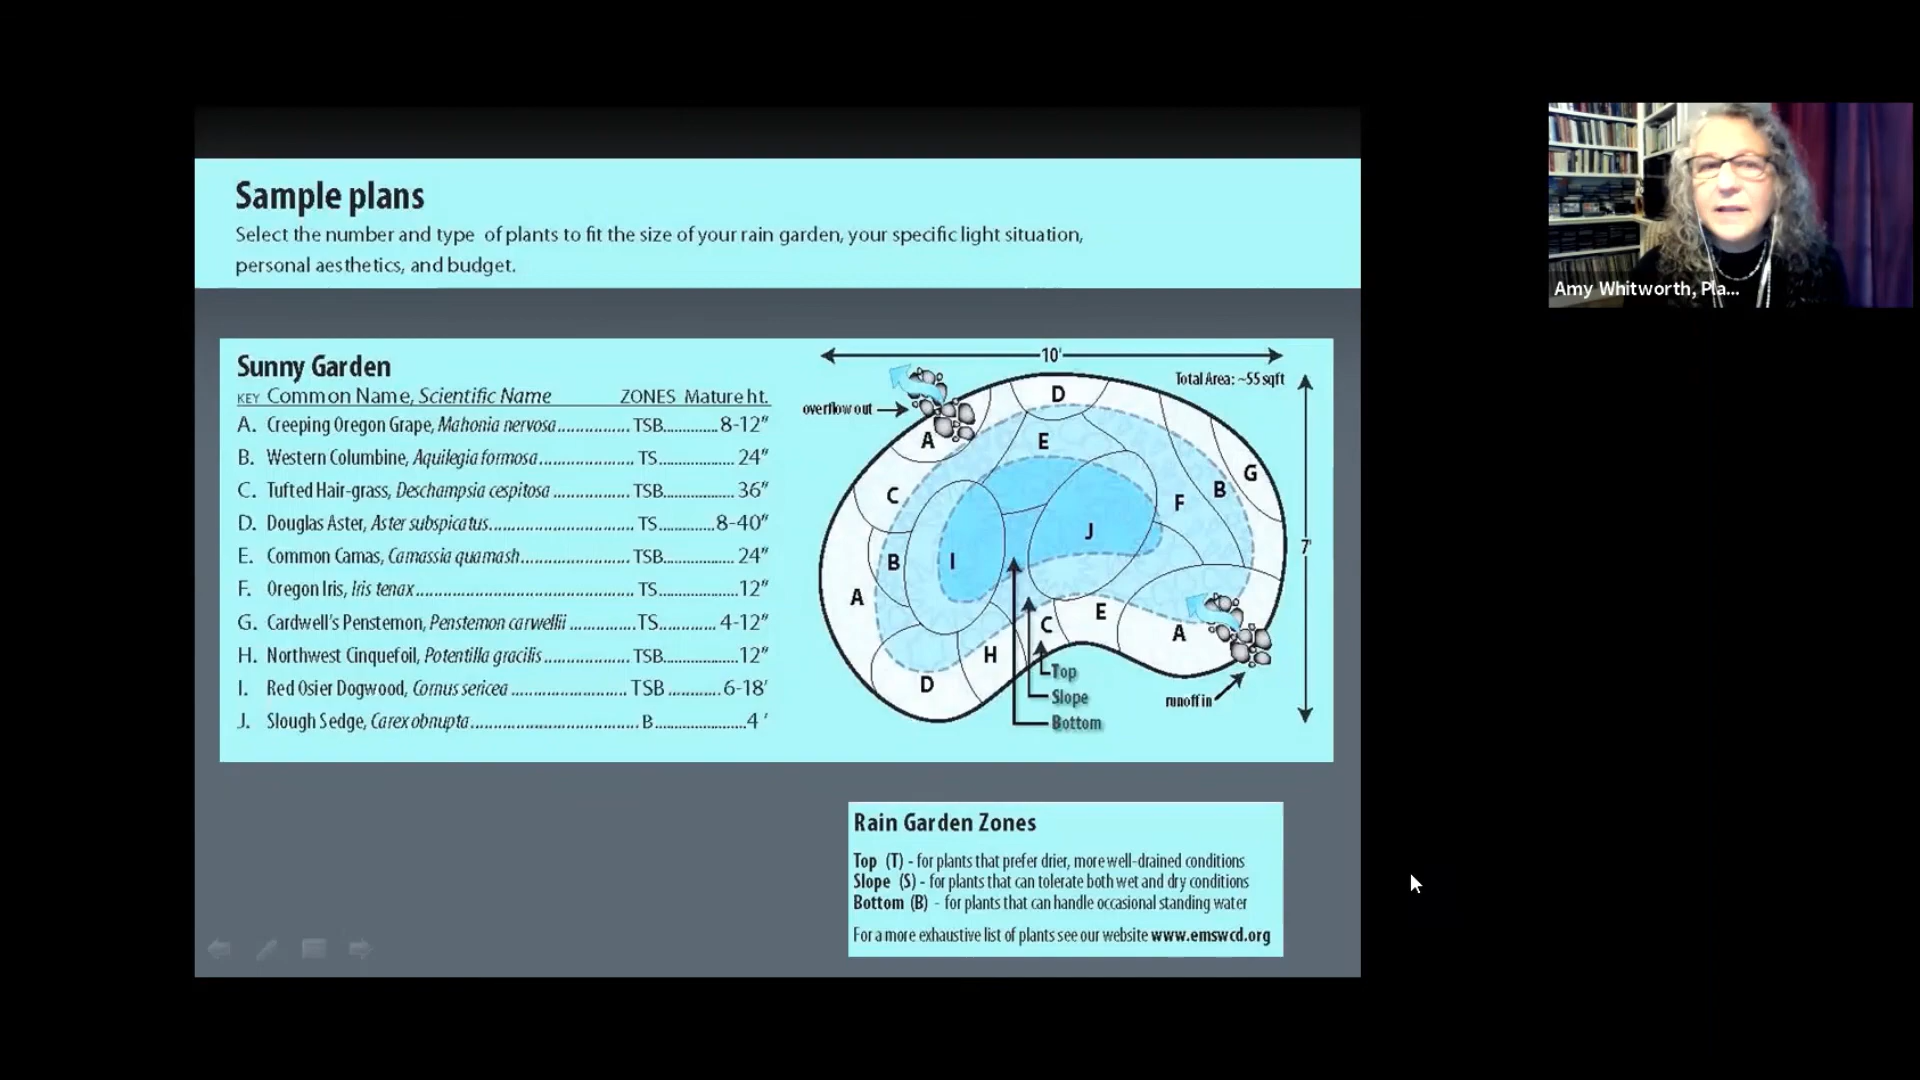 Sample plans
Select the number and type of plants to fit the size of your rain garden, your specific light situation,
personal aesthetics, and budget.
Sunny Garden
KEY Common Name, Scientific Name ZONES Mature ht.
A. Creeping Oregon Grape, Mahonia nervosa............... TSB.............8-12"
B. Western Columbine, Aquilegia formosa.................... TS.................. 24"
C. Tufted Hair-grass, Deschampsia cespitosa ................ TSB................. 36"
D. Douglas Aster, Aster subspicatus............................... TS.............8-40"
E. Common Camas, Camassia quamash....................... TSB................. 24"
F. Oregon Iris, Iris tenax.............................................. TS...................12"
G. Cardwell's Penstemon, Penstemon carwellii ..............TS............. 4-12"
H. Northwest Cinquefoil, Potentilla gracilis.................. TSB..................12"
I. Red Osier Dogwood, Cornus sericea .......................... TSB ............6-18'
J. Slough Sedge, Carex obnupta................................... B......................4 '
10'
Total Area: ~55 sqft
overflow out
7'
A
D
E
C
G
B
F
J
B
I
A
E
C
A
H
D
Top
Slope
Bottom
runoff in
Rain Garden Zones
Top (T) - for plants that prefer drier, more well-drained conditions
Slope (S) - for plants that can tolerate both wet and dry conditions
Bottom (B) - for plants that can handle occasional standing water
For a more exhaustive list of plants see our website www.emswcd.org
Amy Whitworth, Pla...